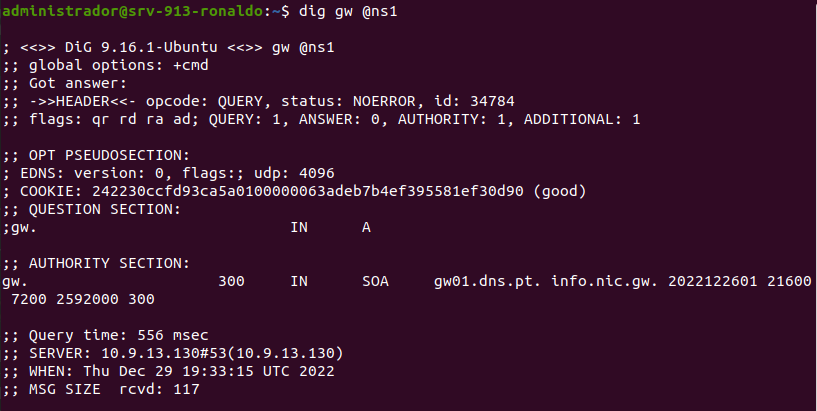 administrador@srv-913-ronaldo:~$ dig gw @ns1
; <<>> DiG 9.16.1-Ubuntu <<>> gw @ns1
;; global options: +cmd
;; Got answer:
;; ->>HEADER<<- opcode: QUERY, status: NOERROR, id: 34784
;; flags: qr rd ra ad; QUERY: 1, ANSWER: 0, AUTHORITY: 1, ADDITIONAL: 1
;; OPT PSEUDOSECTION:
; EDNS: version: 0, flags:; udp: 4096
; COOKIE: 242230ccfd93ca5a0100000063adeb7b4ef395581ef30d90 (good)
;; QUESTION SECTION:
;gw. IN A
;; AUTHORITY SECTION:
gw. 300 IN SOA gw01.dns.pt. info.nic.gw. 2022122601 21600
7200 2592000 300
;; Query time: 556 msec
;; SERVER: 10.9.13.130#53(10.9.13.130)
;; WHEN: Thu Dec 29 19:33:15 UTC 2022
;; MSG SIZE rcvd: 117